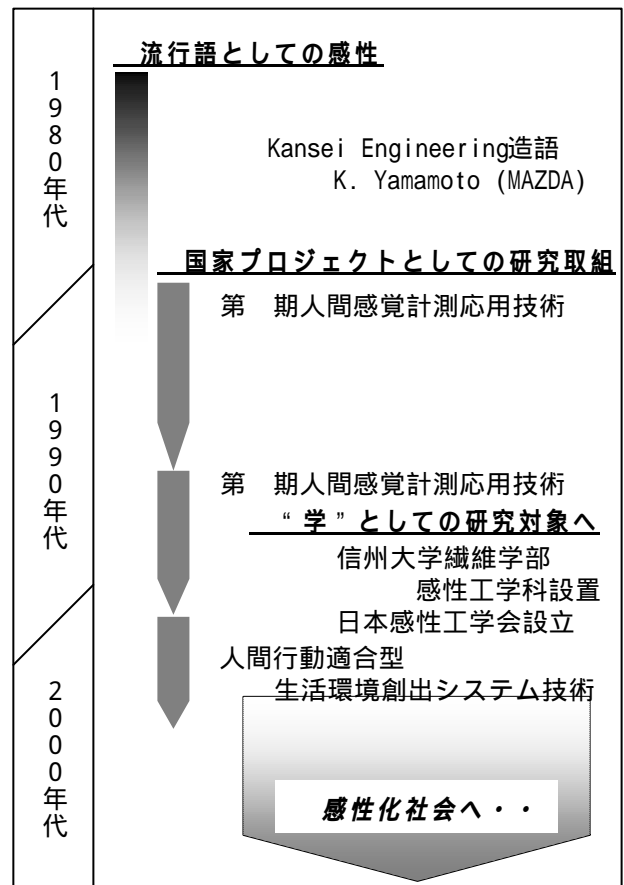 1980年代
流行語としての感性
Kansei Engineering造語
K. Yamamoto (MAZDA)
国家プロジェクトとしての研究取組
第　期人間感覚計測応用技術
1990年代
第　期人間感覚計測応用技術
“学”としての研究対象へ
信州大学繊維学部
感性工学科設置
日本感性工学会設立
人間行動適合型
生活環境創出システム技術
2000年代
感性化社会へ・・